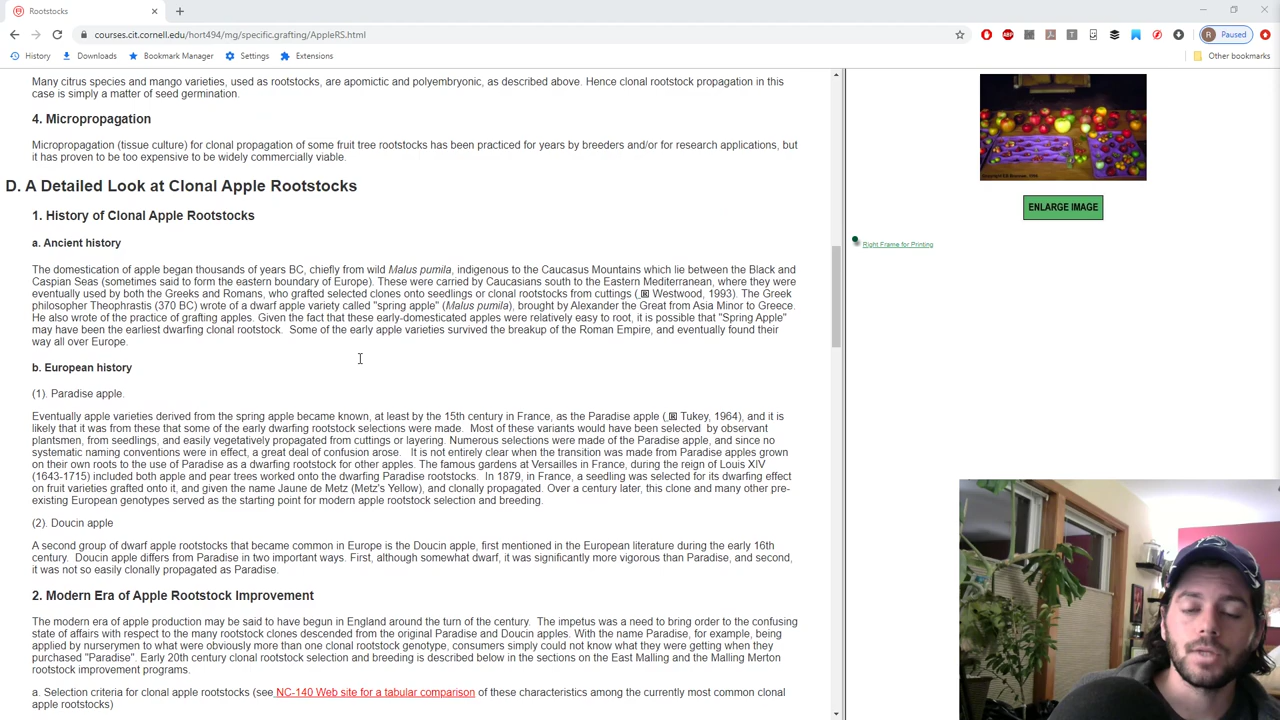 Rootstocks
courses.cit.cornell.edu/hort494/mg/specific.grafting/AppleRS.html
R Paused
History Downloads Bookmark Manager Settings Extensions Other bookmarks
Many citrus species and mango varieties, used as rootstocks, are apomictic and polyembryonic, as described above. Hence clonal rootstock propagation in this
case is simply a matter of seed germination.
4. Micropropagation
Micropropagation (tissue culture) for clonal propagation of some fruit tree rootstocks has been practiced for years by breeders and/or for research applications, but
it has proven to be too expensive to be widely commercially viable.
D. A Detailed Look at Clonal Apple Rootstocks
1. History of Clonal Apple Rootstocks
a. Ancient history
The domestication of apple began thousands of years BC, chiefly from wild Malus pumila, indigenous to the Caucasus Mountains which lie between the Black and
Caspian Seas (sometimes said to form the eastern boundary of Europe). These were carried by Caucasians south to the Eastern Mediterranean, where they were
eventually used by both the Greeks and Romans, who grafted selected clones onto seedlings or clonal rootstocks from cuttings ( Westwood, 1993). The Greek
philosopher Theophrastis (370 BC) wrote of a dwarf apple variety called "spring apple" (Malus pumila), brought by Alexander the Great from Asia Minor to Greece.
He also wrote of the practice of grafting apples. Given the fact that these early-domesticated apples were relatively easy to root, it is possible that "Spring Apple"
may have been the earliest dwarfing clonal rootstock. Some of the early apple varieties survived the breakup of the Roman Empire, and eventually found their
way all over Europe.
b. European history
(1). Paradise apple.
Eventually apple varieties derived from the spring apple became known, at least by the 15th century in France, as the Paradise apple ( Tukey, 1964), and it is
likely that it was from these that some of the early dwarfing rootstock selections were made. Most of these variants would have been selected by observant
plantsmen, from seedlings, and easily vegetatively propagated from cuttings or layering. Numerous selections were made of the Paradise apple, and since no
systematic naming conventions were in effect, a great deal of confusion arose. It is not entirely clear when the transition was made from Paradise apples grown
on their own roots to the use of Paradise as a dwarfing rootstock for other apples. The famous gardens at Versailles in France, during the reign of Louis XIV
(1643-1715) included both apple and pear trees worked onto the dwarfing Paradise rootstocks. In 1879, in France, a seedling was selected for its dwarfing effect
on fruit varieties grafted onto it, and given the name Jaune de Metz (Metz's Yellow), and clonally propagated. Over a century later, this clone and many other pre-
existing European genotypes served as the starting point for modern apple rootstock selection and breeding.
(2). Doucin apple
A second group of dwarf apple rootstocks that became common in Europe is the Doucin apple, first mentioned in the European literature during the early 16th
century. Doucin apple differs from Paradise in two important ways. First, although somewhat dwarf, it was significantly more vigorous than Paradise, and second,
it was not so easily clonally propagated as Paradise.
2. Modern Era of Apple Rootstock Improvement
The modern era of apple production may be said to have begun in England around the turn of the century. The impetus was a need to bring order to the confusing
state of affairs with respect to the many rootstock clones descended from the original Paradise and Doucin apples. With the name Paradise, for example, being
applied by nurserymen to what were obviously more than one clonal rootstock genotype, consumers simply could not know what they were getting when they
purchased "Paradise". Early 20th century clonal rootstock selection and breeding is described below in the sections on the East Malling and the Malling Merton
rootstock improvement programs.
a. Selection criteria for clonal apple rootstocks (see NC-140 Web site for a tabular comparison of these characteristics among the currently most common clonal
apple rootstocks)
ENLARGE IMAGE
Right Frame for Printing